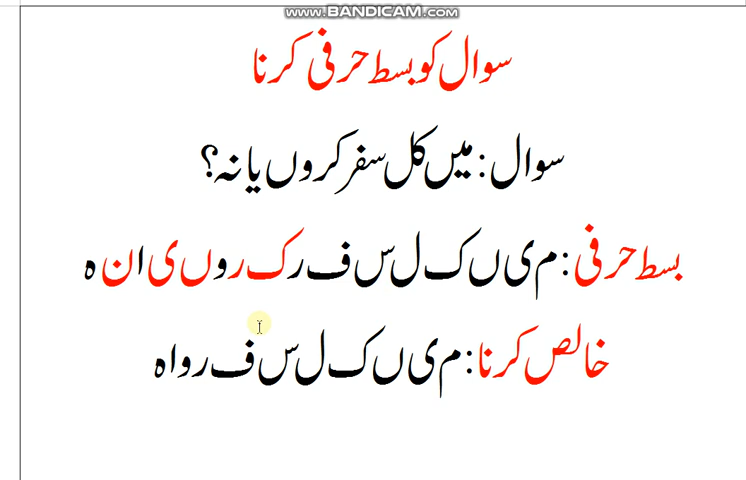 WWW.BANDICAM.COM
سوال کو بسط حرفی کرنا
سوال: میں کل سفر کروں یا نہ؟
بسط حرفی: م ی ں ک ل س ف ر ک ر و ں ی ا ن ہ
خالص کرنا: م ی ں ک ل س ف ر و ا ہ